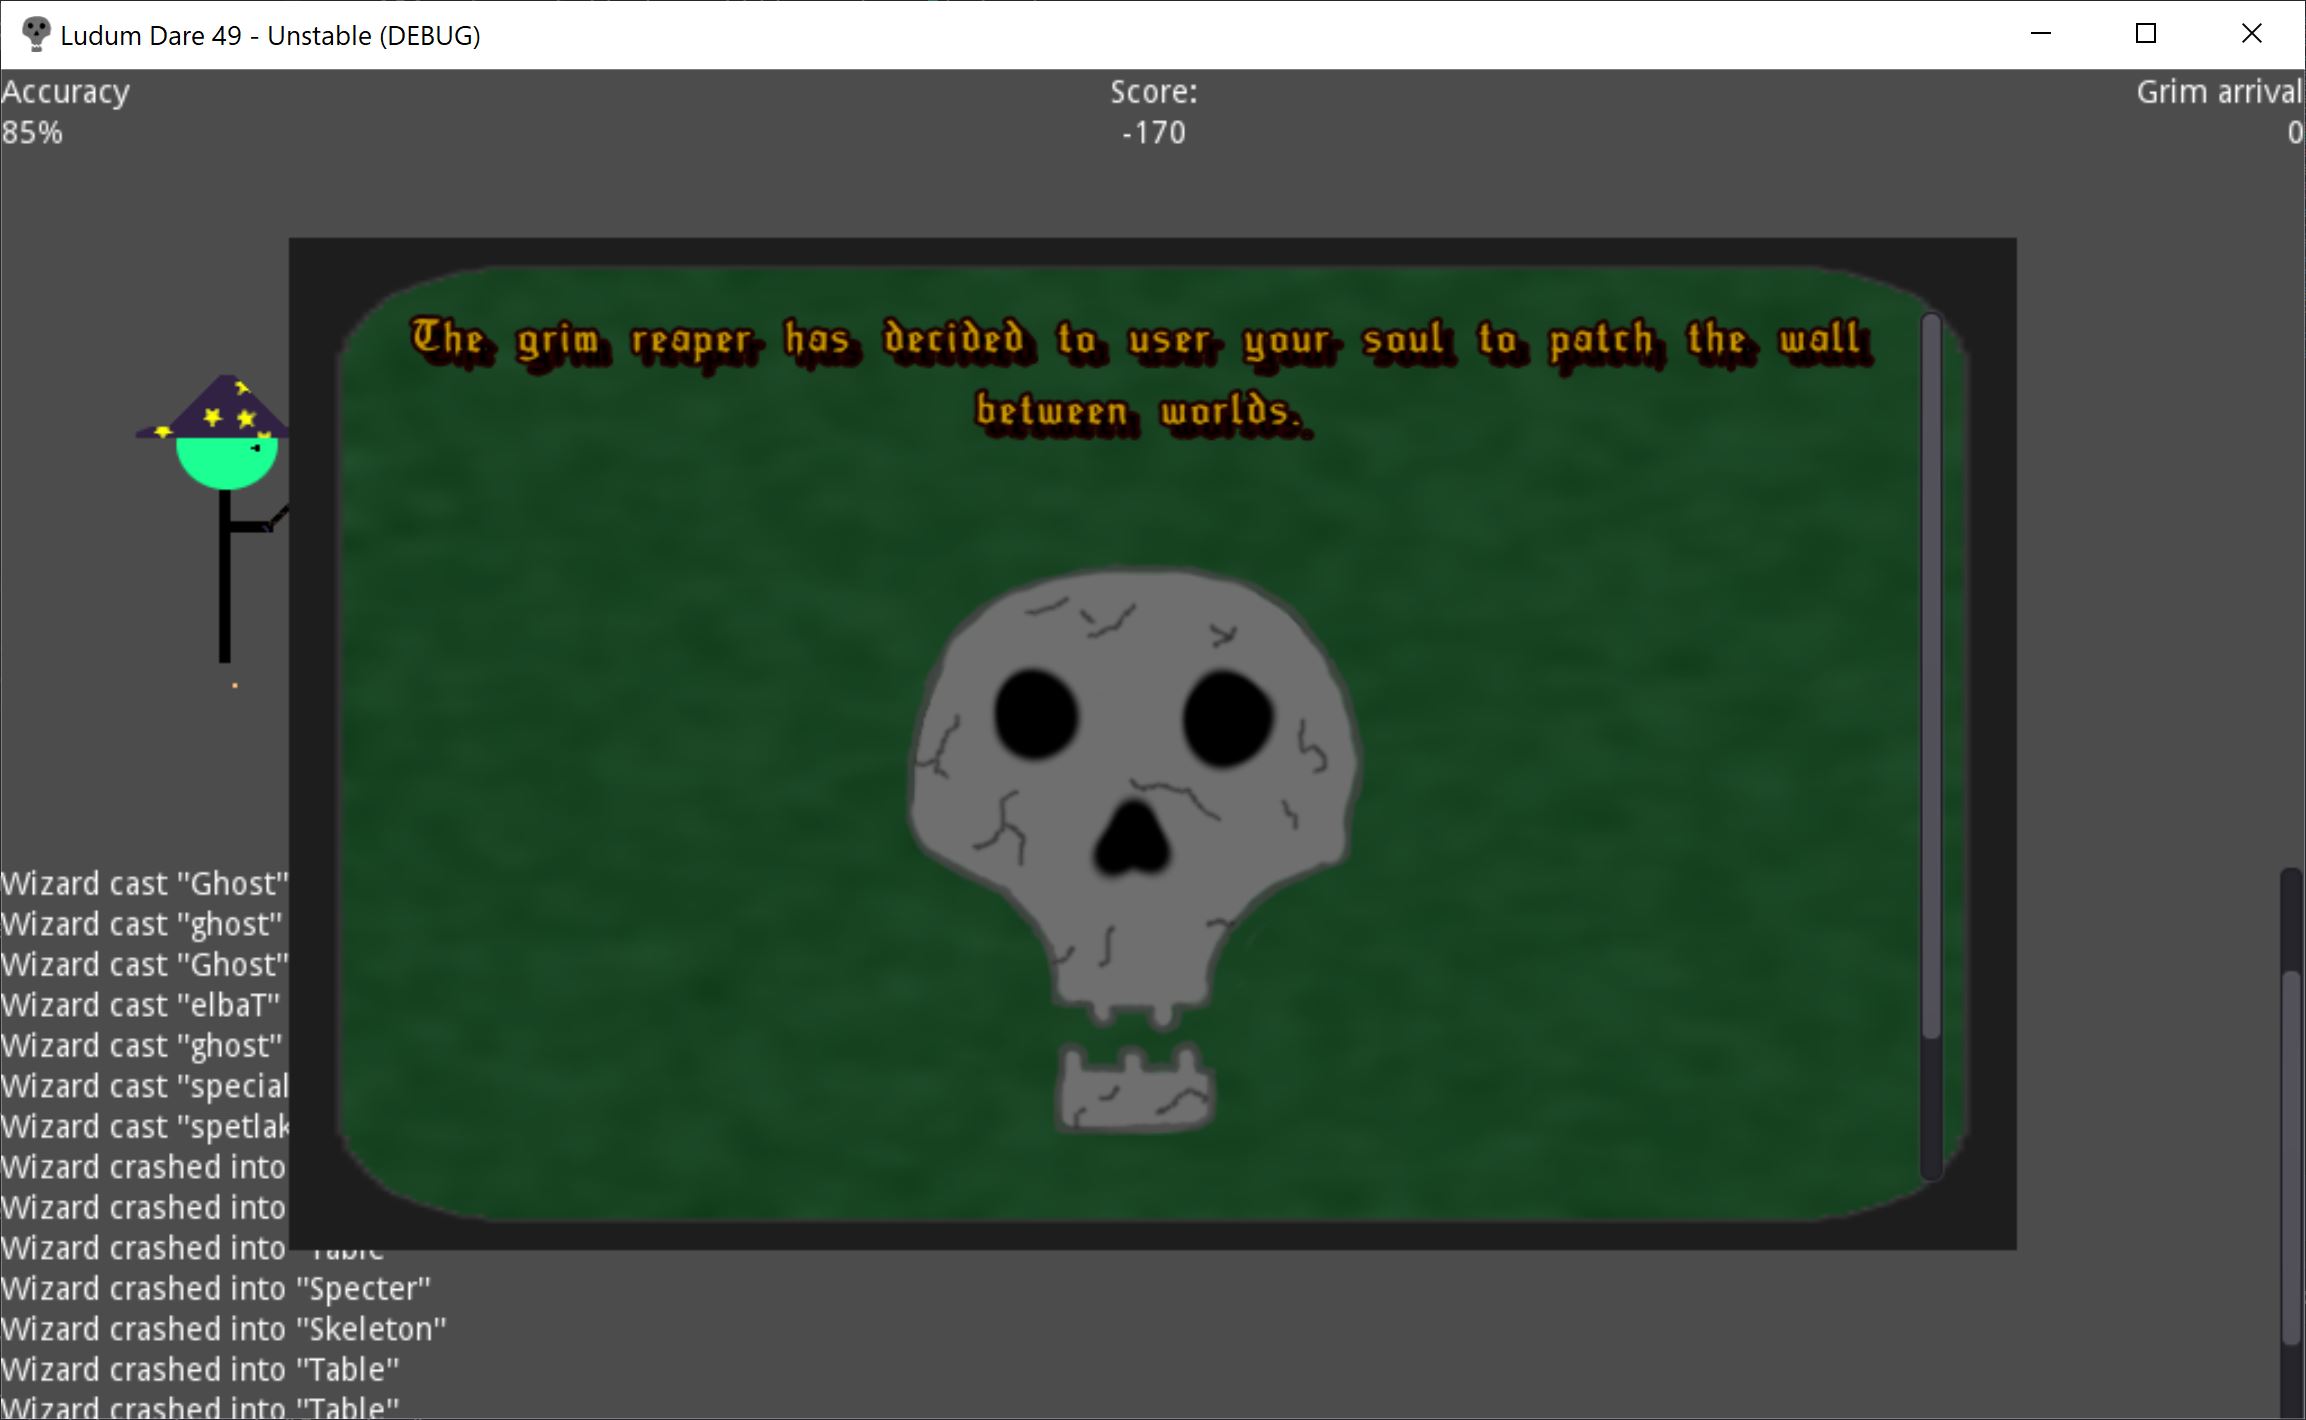 Ludum Dare 49 - Unstable (DEBUG)
Accuracy
85%
Score:
-170
Grim arrival
0
The grim reaper has decided to user your soul to patch the wall
between worlds.
Wizard cast "Ghost"
Wizard cast "ghost"
Wizard cast "Ghost"
Wizard cast "elbaT"
Wizard cast "ghost"
Wizard cast "special
Wizard cast "spetlak
Wizard crashed into
Wizard crashed into
Wizard crashed into "Table"
Wizard crashed into "Specter"
Wizard crashed into "Skeleton"
Wizard crashed into "Table"
Wizard crashed into "Table"